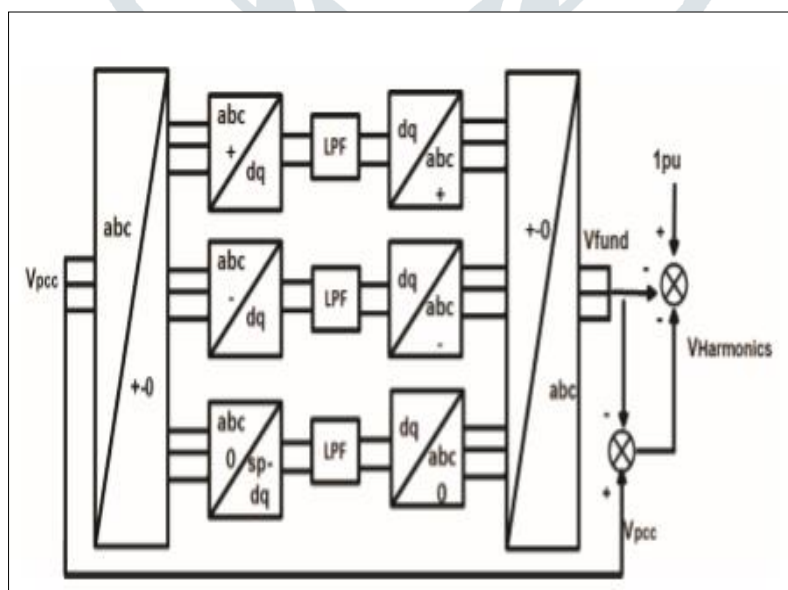 Vpcc
abc
+-0
abc
+
dq
LPF
dq
abc
+
abc
-
dq
LPF
dq
abc
-
abc
0
sp-
dq
LPF
dq
abc
0
+-0
abc
Vfund
1pu
+
-
-
VHarmonics
-
+
Vpcc